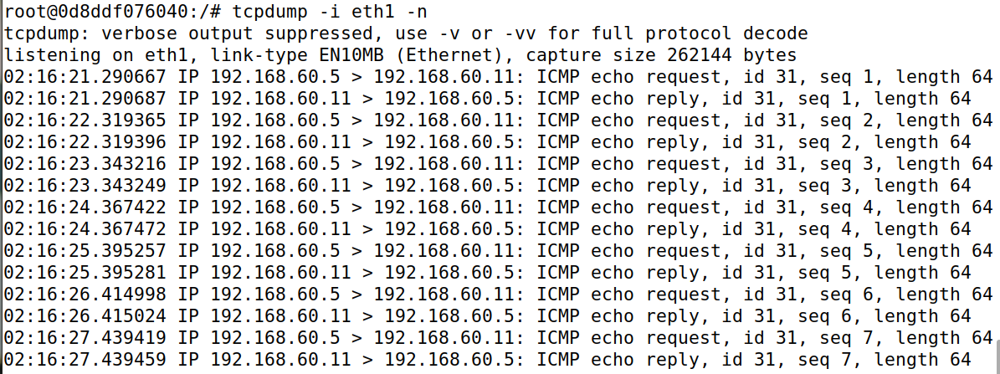 root@0d8ddf076040:/# tcpdump -i eth1 -n
tcpdump: verbose output suppressed, use -v or -vv for full protocol decode
listening on eth1, link-type EN10MB (Ethernet), capture size 262144 bytes
02:16:21.290667 IP 192.168.60.5 > 192.168.60.11: ICMP echo request, id 31, seq 1, length 64
02:16:21.290687 IP 192.168.60.11 > 192.168.60.5: ICMP echo reply, id 31, seq 1, length 64
02:16:22.319365 IP 192.168.60.5 > 192.168.60.11: ICMP echo request, id 31, seq 2, length 64
02:16:22.319396 IP 192.168.60.11 > 192.168.60.5: ICMP echo reply, id 31, seq 2, length 64
02:16:23.343216 IP 192.168.60.5 > 192.168.60.11: ICMP echo request, id 31, seq 3, length 64
02:16:23.343249 IP 192.168.60.11 > 192.168.60.5: ICMP echo reply, id 31, seq 3, length 64
02:16:24.367422 IP 192.168.60.5 > 192.168.60.11: ICMP echo request, id 31, seq 4, length 64
02:16:24.367472 IP 192.168.60.11 > 192.168.60.5: ICMP echo reply, id 31, seq 4, length 64
02:16:25.395257 IP 192.168.60.5 > 192.168.60.11: ICMP echo request, id 31, seq 5, length 64
02:16:25.395281 IP 192.168.60.11 > 192.168.60.5: ICMP echo reply, id 31, seq 5, length 64
02:16:26.414998 IP 192.168.60.5 > 192.168.60.11: ICMP echo request, id 31, seq 6, length 64
02:16:26.415024 IP 192.168.60.11 > 192.168.60.5: ICMP echo reply, id 31, seq 6, length 64
02:16:27.439419 IP 192.168.60.5 > 192.168.60.11: ICMP echo request, id 31, seq 7, length 64
02:16:27.439459 IP 192.168.60.11 > 192.168.60.5: ICMP echo reply, id 31, seq 7, length 64